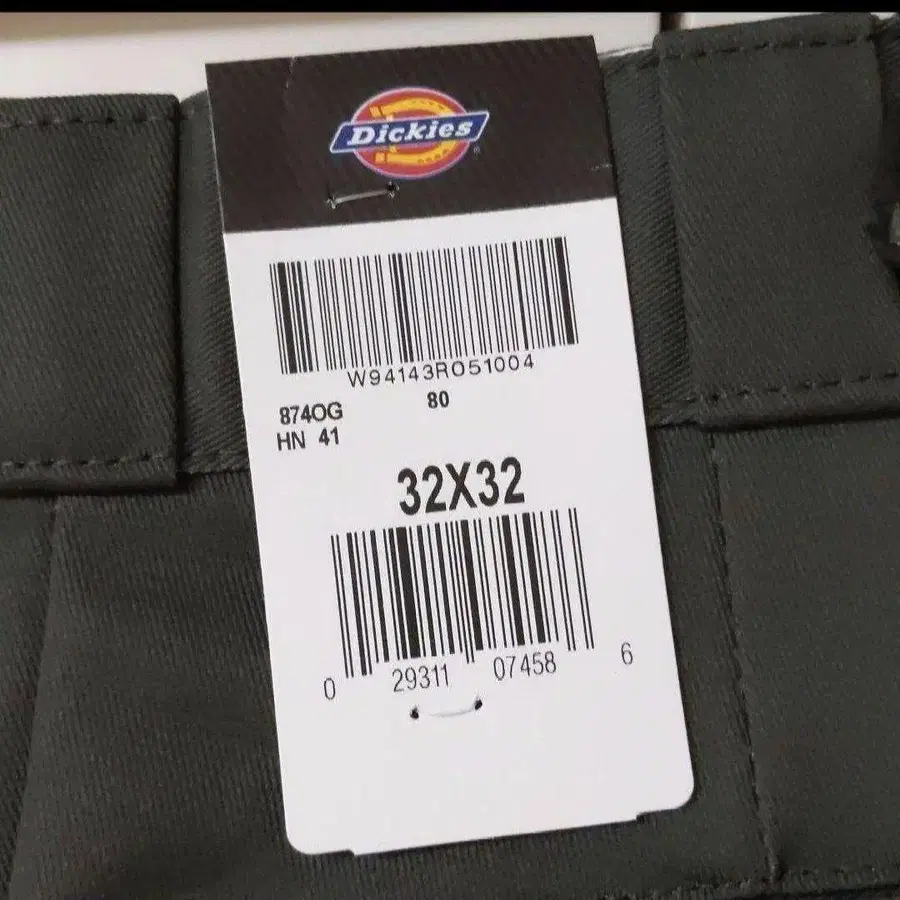 Dickies
W94143RO51004
874OG
80
HN 41
32X32
0 29311 07458 6